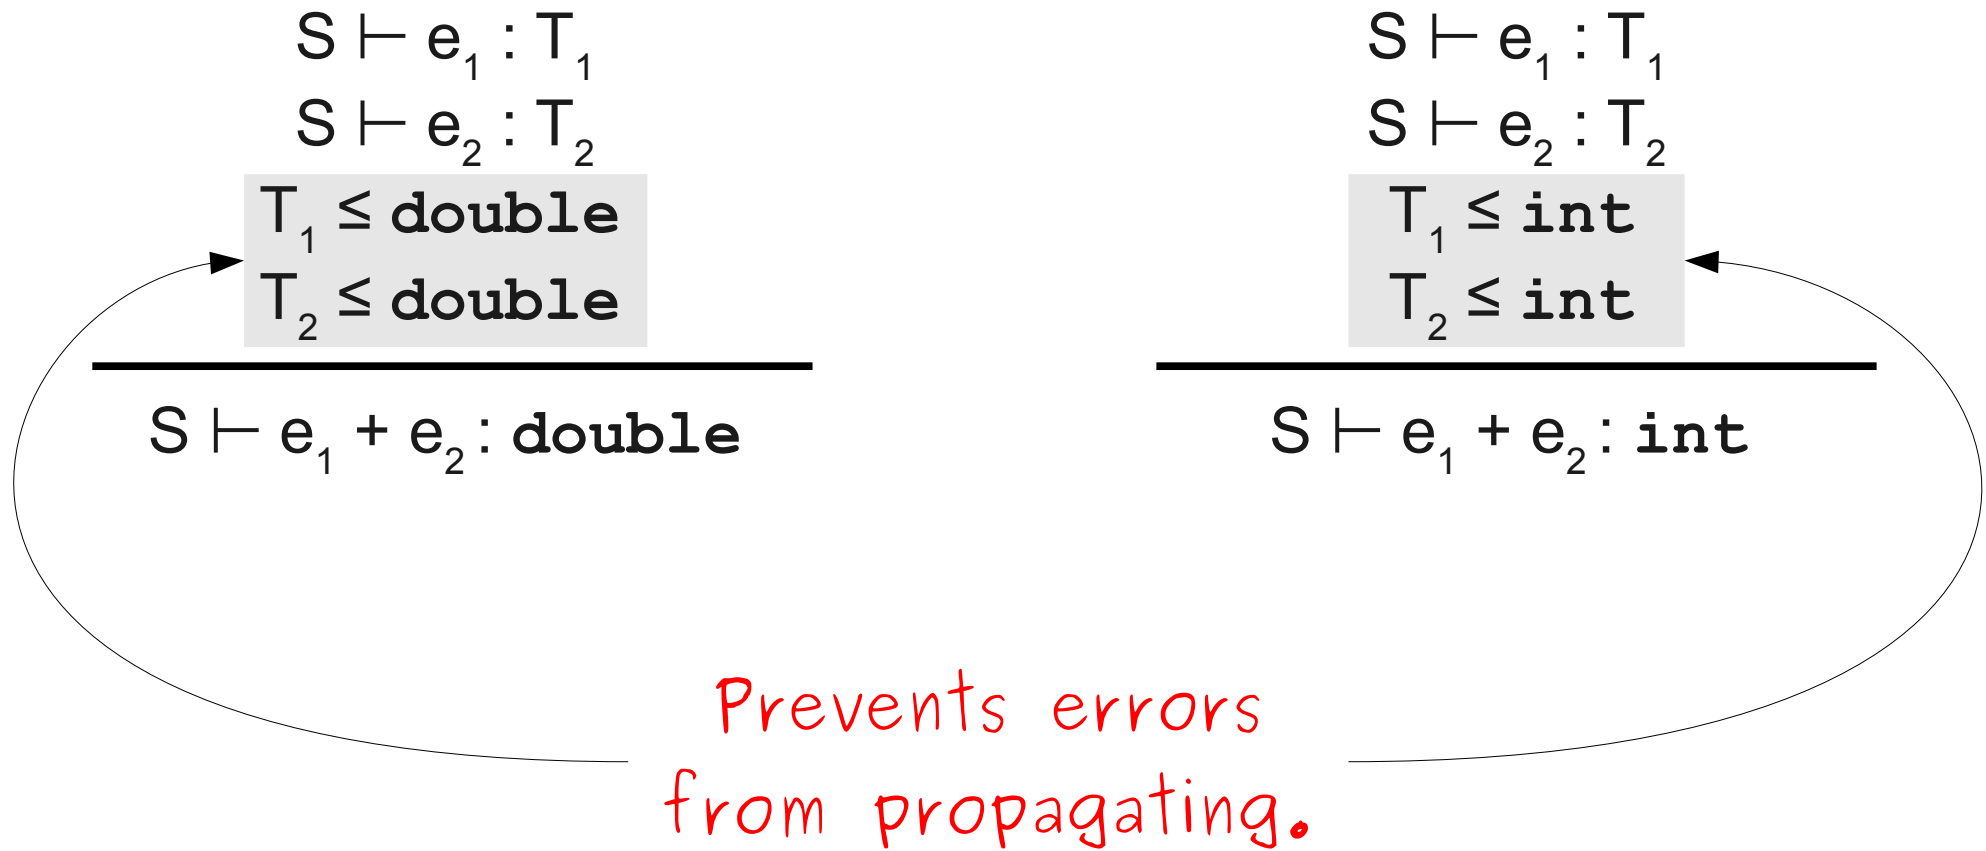 S ⊢ e₁ : T₁
S ⊢ e₂ : T₂
T₁ ≤ double
T₂ ≤ double
S ⊢ e₁ + e₂ : double
S ⊢ e₁ : T₁
S ⊢ e₂ : T₂
T₁ ≤ int
T₂ ≤ int
S ⊢ e₁ + e₂ : int
Prevents errors
from propagating.